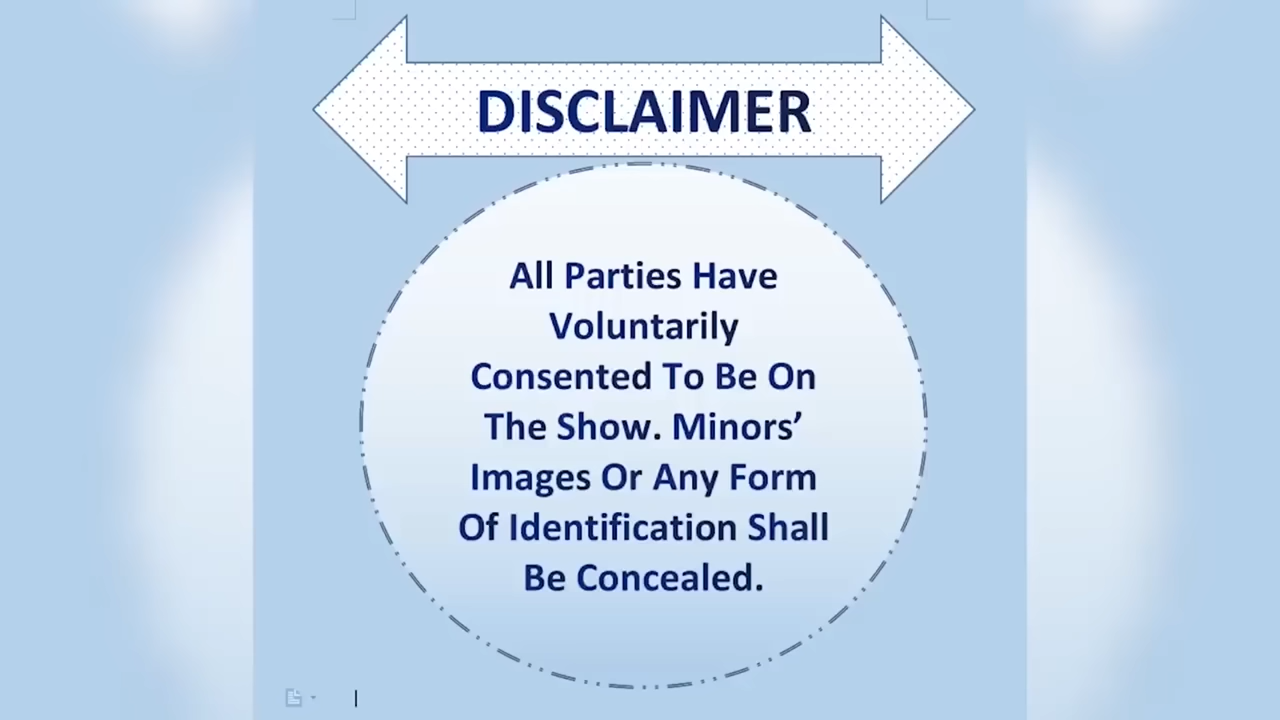 DISCLAIMER
All Parties Have
Voluntarily
Consented To Be On
The Show. Minors’
Images Or Any Form
Of Identification Shall
Be Concealed.